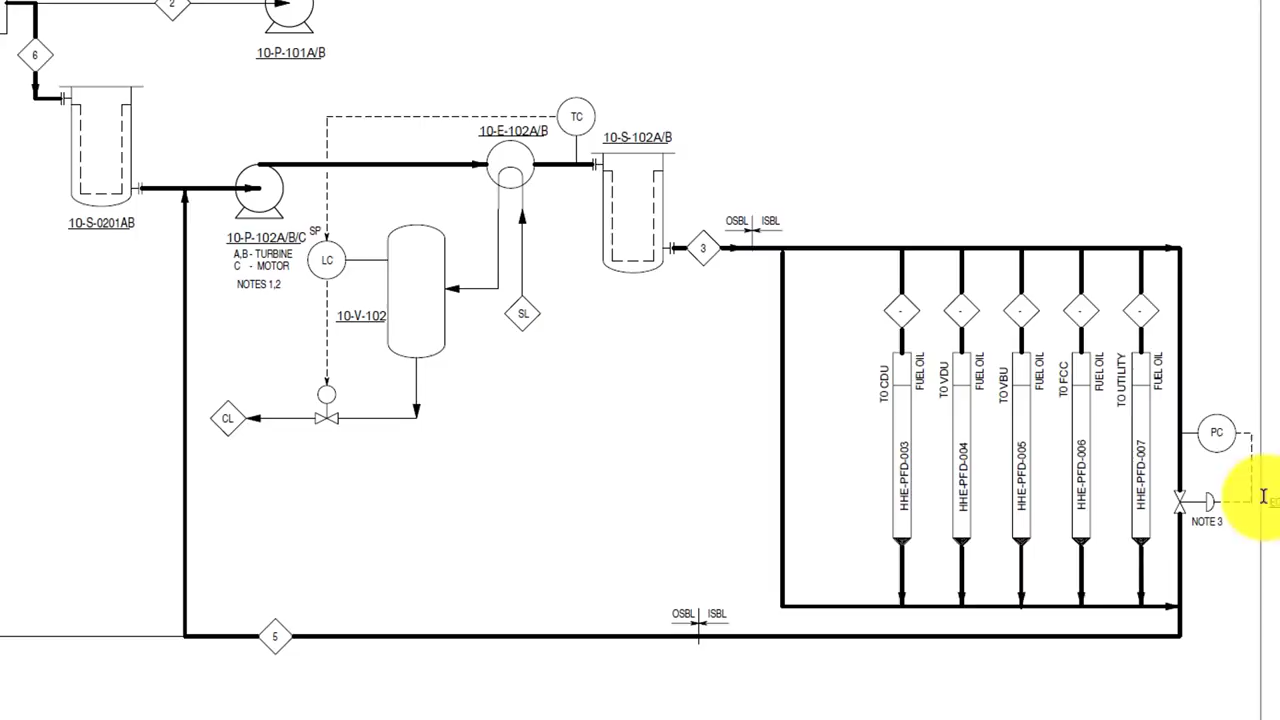 2
10-P-101A/B
6
TC
10-E-102A/B
10-S-102A/B
10-S-0201AB
10-P-102A/B/C
A,B - TURBINE
C - MOTOR
NOTES 1,2
SP
LC
10-V-102
SL
CL
3
OSBL
ISBL
-
-
-
-
-
TO CDU
FUEL OIL
HHE-PFD-003
TO VDU
FUEL OIL
HHE-PFD-004
TO VBU
FUEL OIL
HHE-PFD-005
TO FCC
FUEL OIL
HHE-PFD-006
TO UTILITY
FUEL OIL
HHE-PFD-007
PC
NOTE 3
OSBL
ISBL
5